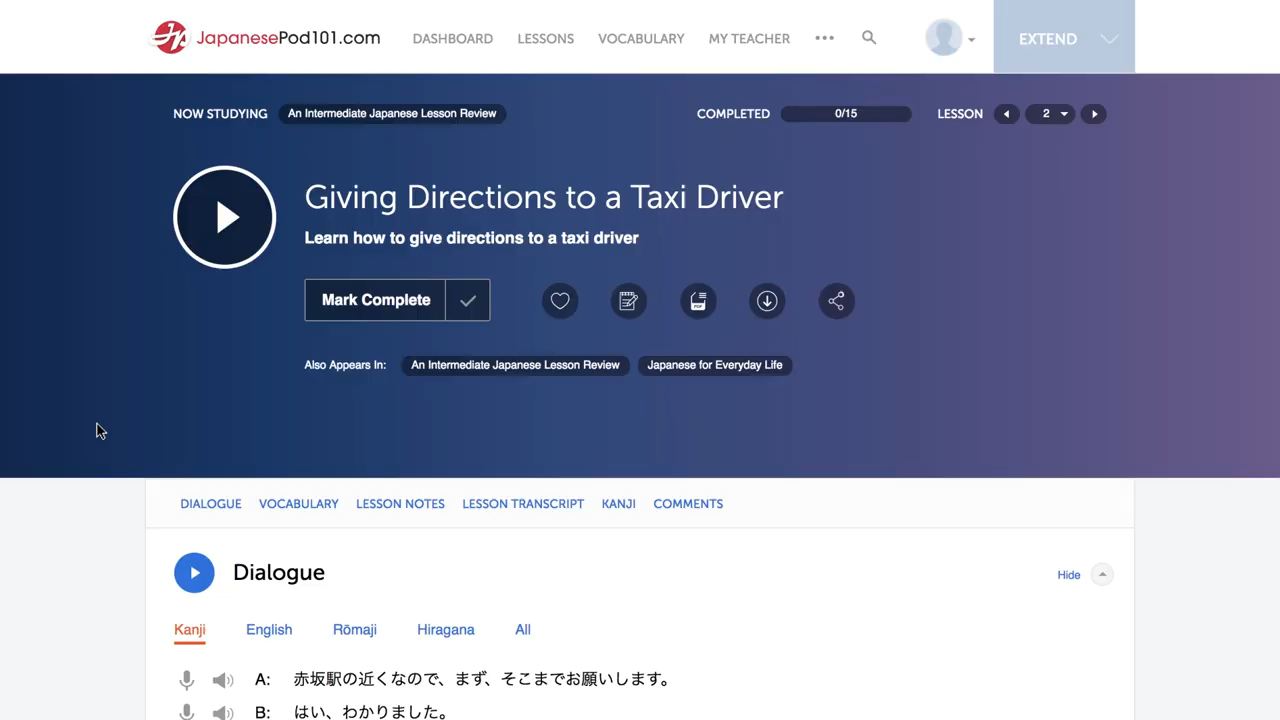 JapanesePod101.com DASHBOARD LESSONS VOCABULARY MY TEACHER EXTEND
NOW STUDYING An Intermediate Japanese Lesson Review COMPLETED 0/15 LESSON 2
Giving Directions to a Taxi Driver
Learn how to give directions to a taxi driver
Mark Complete PDF
Also Appears In: An Intermediate Japanese Lesson Review Japanese for Everyday Life
DIALOGUE VOCABULARY LESSON NOTES LESSON TRANSCRIPT KANJI COMMENTS
Dialogue Hide
Kanji English Rōmaji Hiragana All
A: 赤坂駅の近くなので、まず、そこまでお願いします。
B: はい、わかりました。